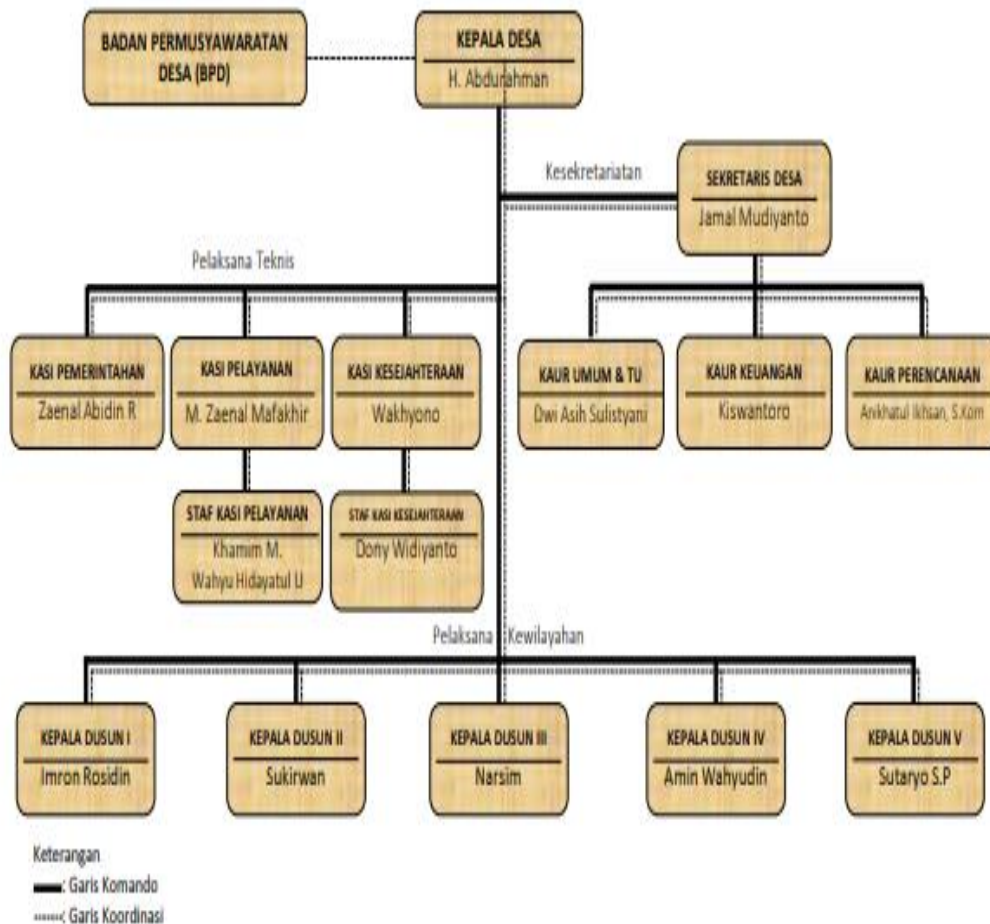 BADAN PERMUSYAWARATAN
DESA (BPD)
KEPALA DESA
H. Abdurahman
Kesekretariatan
SEKRETARIS DESA
Jamal Mudiyanto
Pelaksana Teknis
KASI PEMERINTAHAN
Zaenal Abidin R
KASI PELAYANAN
M. Zaenal Mafakhir
KASI KESEJAHTERAAN
Wakhyono
KAUR UMUM & TU
Dwi Asih Sulistyani
KAUR KEUANGAN
Kiswantoro
KAUR PERENCANAAN
Anikhatul Ikhsan, S.Kom
STAF KASI PELAYANAN
Khamim M.
Wahyu Hidayatul U
STAF KASI KESEJAHTERAAN
Dony Widiyanto
Pelaksana Kewilayahan
KEPALA DUSUN I
Imron Rosidin
KEPALA DUSUN II
Sukirwan
KEPALA DUSUN III
Narsim
KEPALA DUSUN IV
Amin Wahyudin
KEPALA DUSUN V
Sutaryo S.P
Keterangan
: Garis Komando
: Garis Koordinasi